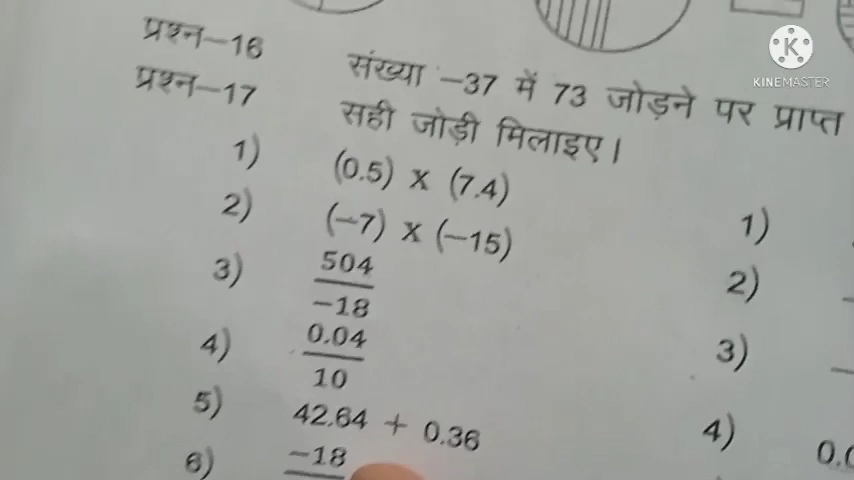 प्रश्न–16
संख्या –37 में 73 जोड़ने पर प्राप्त
प्रश्न–17
सही जोड़ी मिलाइए।
1) (0.5) x (7.4)
1)
2) (–7) x (–15)
2)
3) 504
–18
3)
4) 0.04
10
4)
5) 42.64 + 0.36
6) –18
K
KINEMASTER